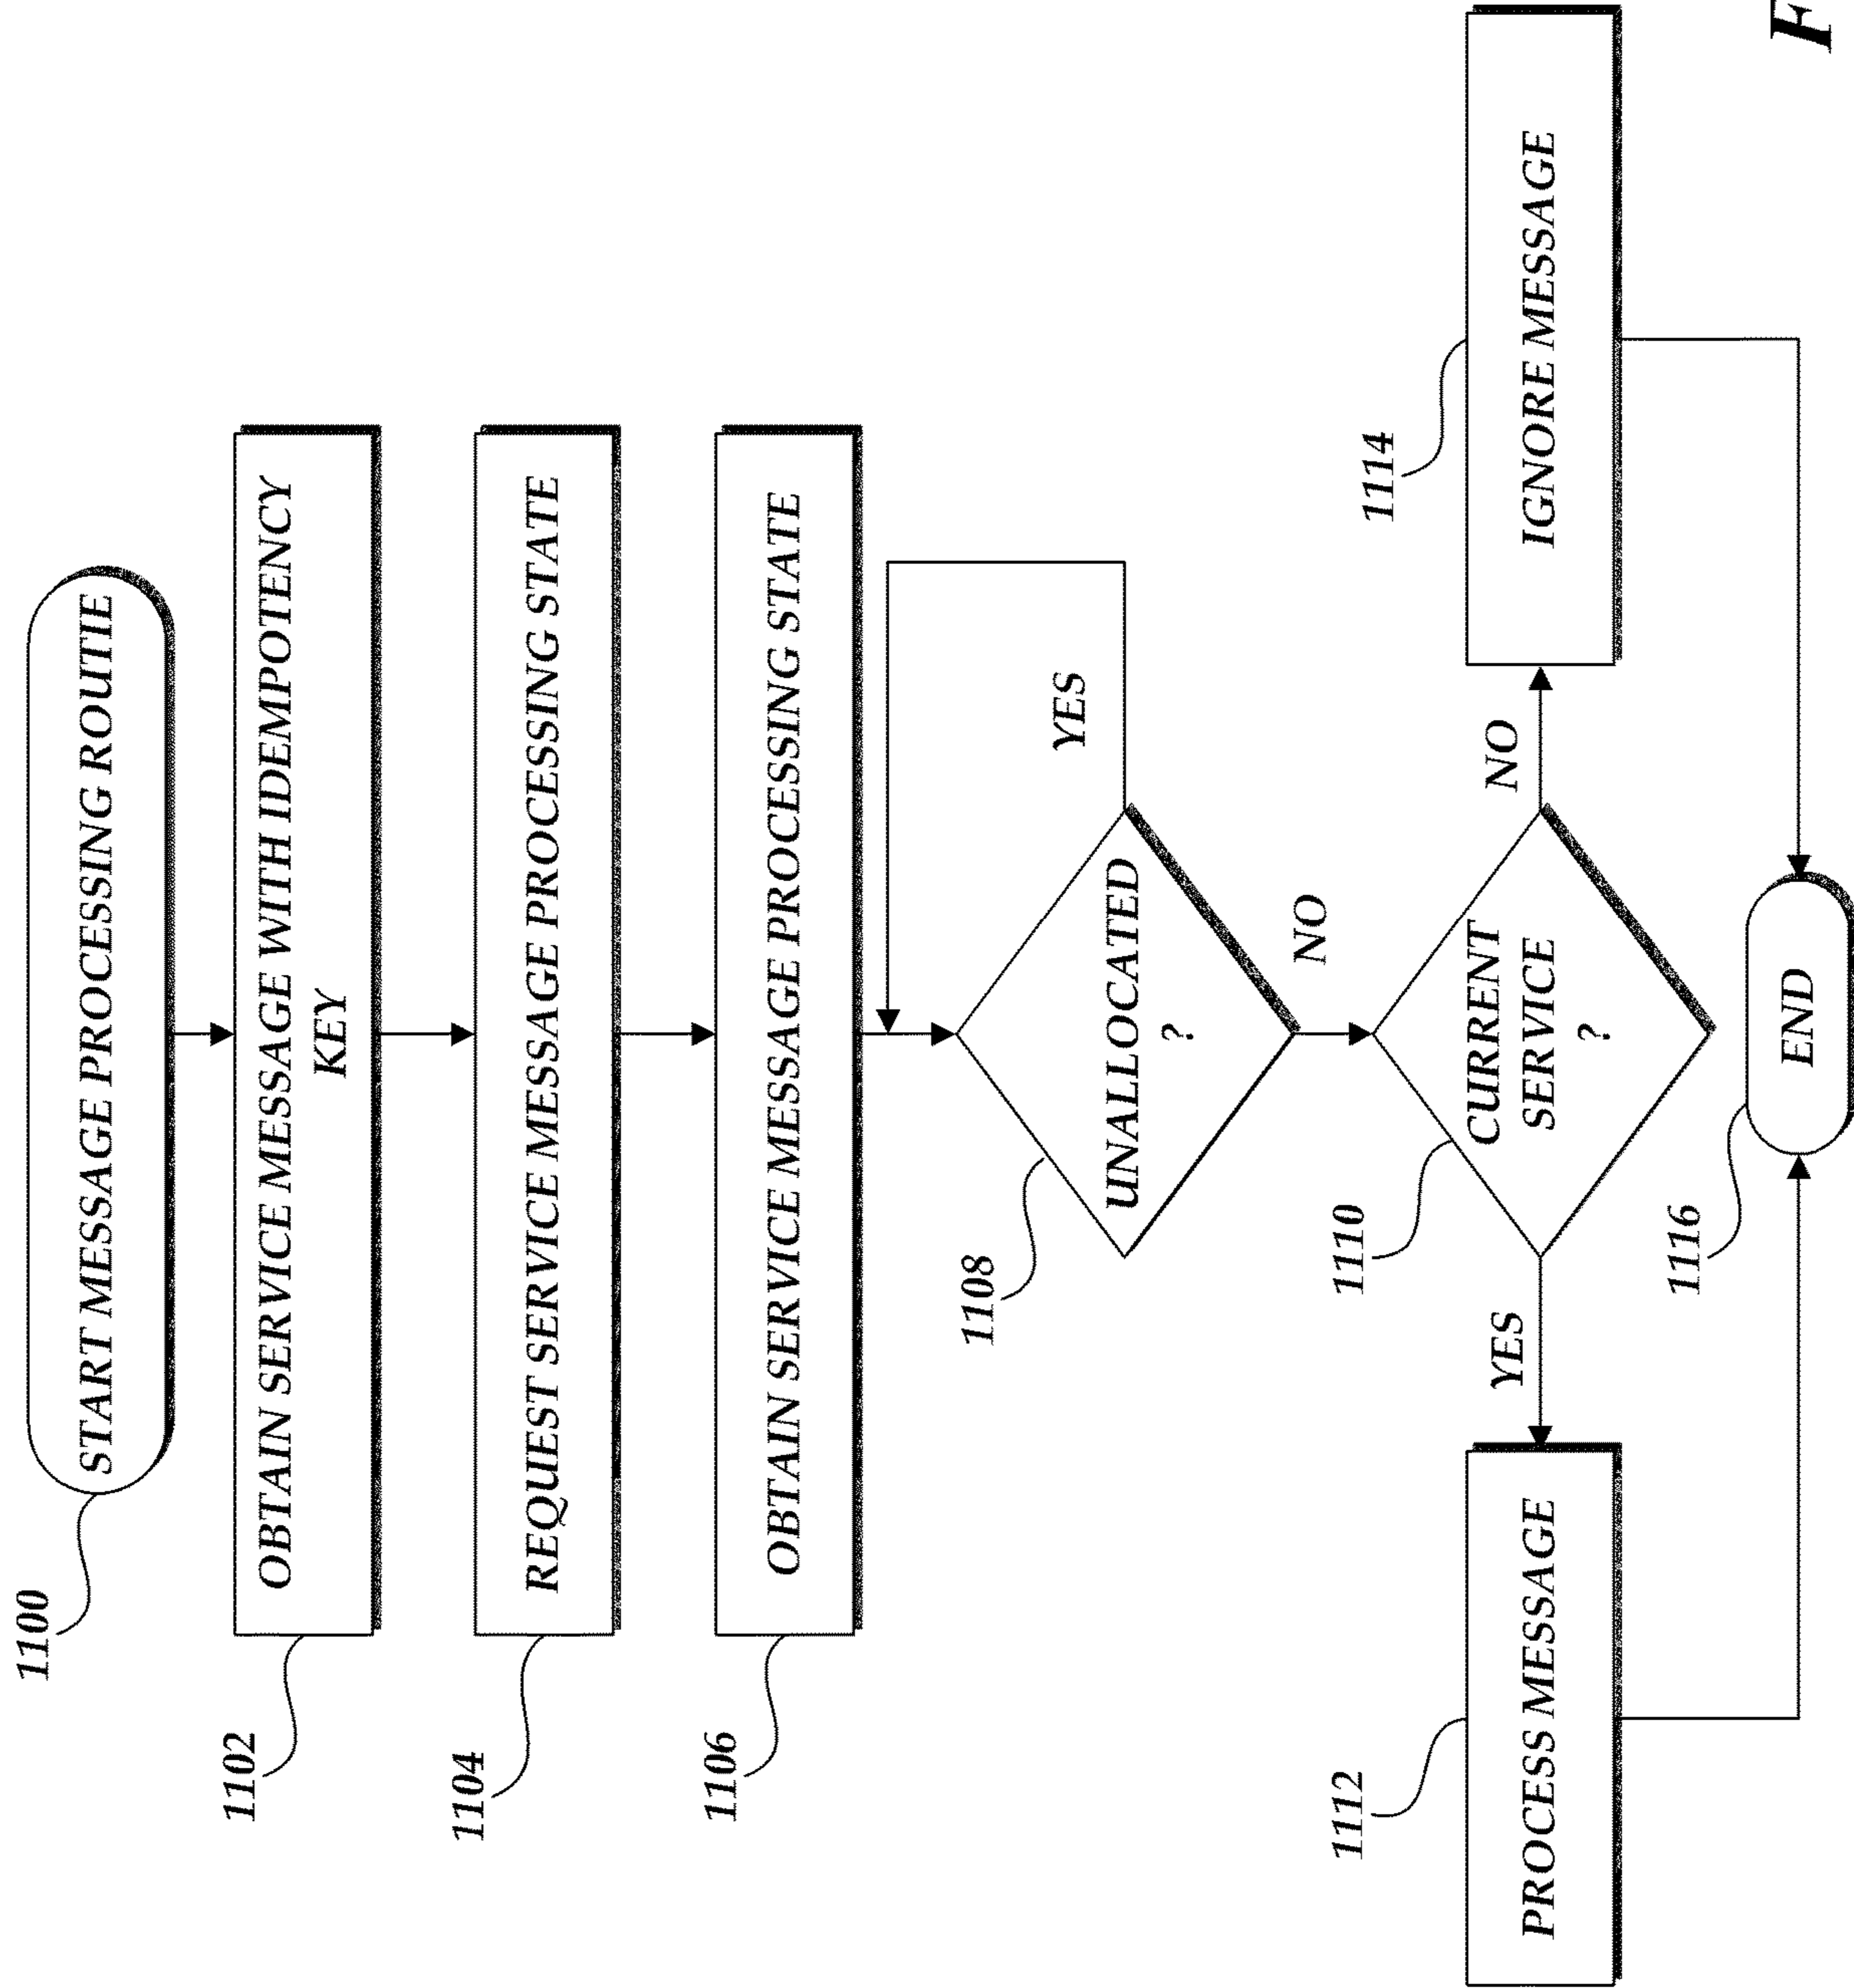 1100
START MESSAGE PROCESSING ROUTIE
1102
OBTAIN SERVICE MESSAGE WITH IDEMPOTENCY
KEY
1104
REQUEST SERVICE MESSAGE PROCESSING STATE
1106
OBTAIN SERVICE MESSAGE PROCESSING STATE
1108
UNALLOCATED
?
YES
NO
1110
CURRENT
SERVICE
?
YES
NO
1112
PROCESS MESSAGE
1114
IGNORE MESSAGE
1116
END
F